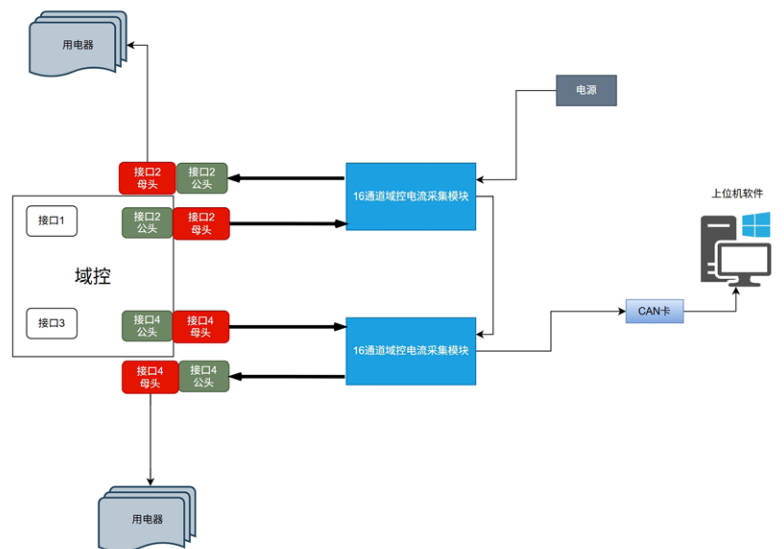 用电器
电源
接口2
母头
接口2
公头
16通道域控电流采集模块
上位机软件
接口1
接口2
公头
接口2
母头
域控
接口3
接口4
公头
接口4
母头
CAN卡
16通道域控电流采集模块
接口4
母头
接口4
公头
用电器